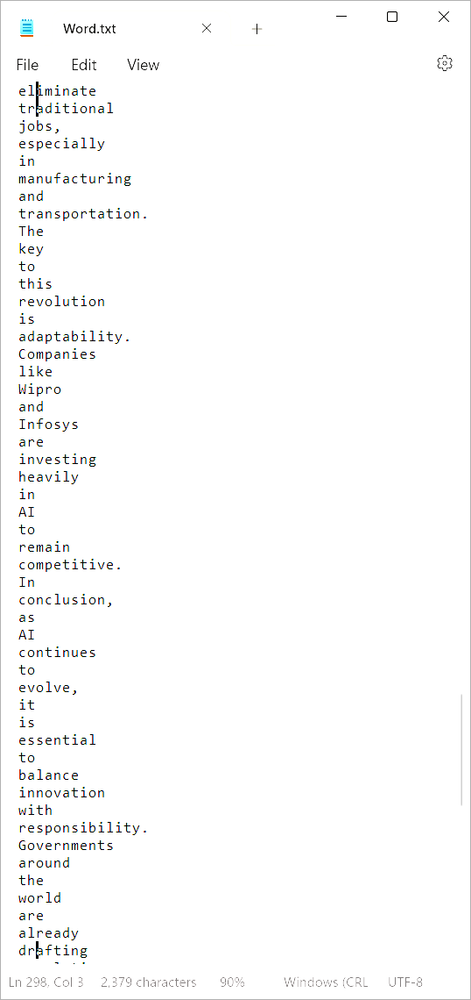 Word.txt
File Edit View
eliminate
traditional
jobs,
especially
in
manufacturing
and
transportation.
The
key
to
this
revolution
is
adaptability.
Companies
like
Wipro
and
Infosys
are
investing
heavily
in
AI
to
remain
competitive.
In
conclusion,
as
AI
continues
to
evolve,
it
is
essential
to
balance
innovation
with
responsibility.
Governments
around
the
world
are
already
drafting
Ln 298, Col 3 2,379 characters 90% Windows (CRL UTF-8